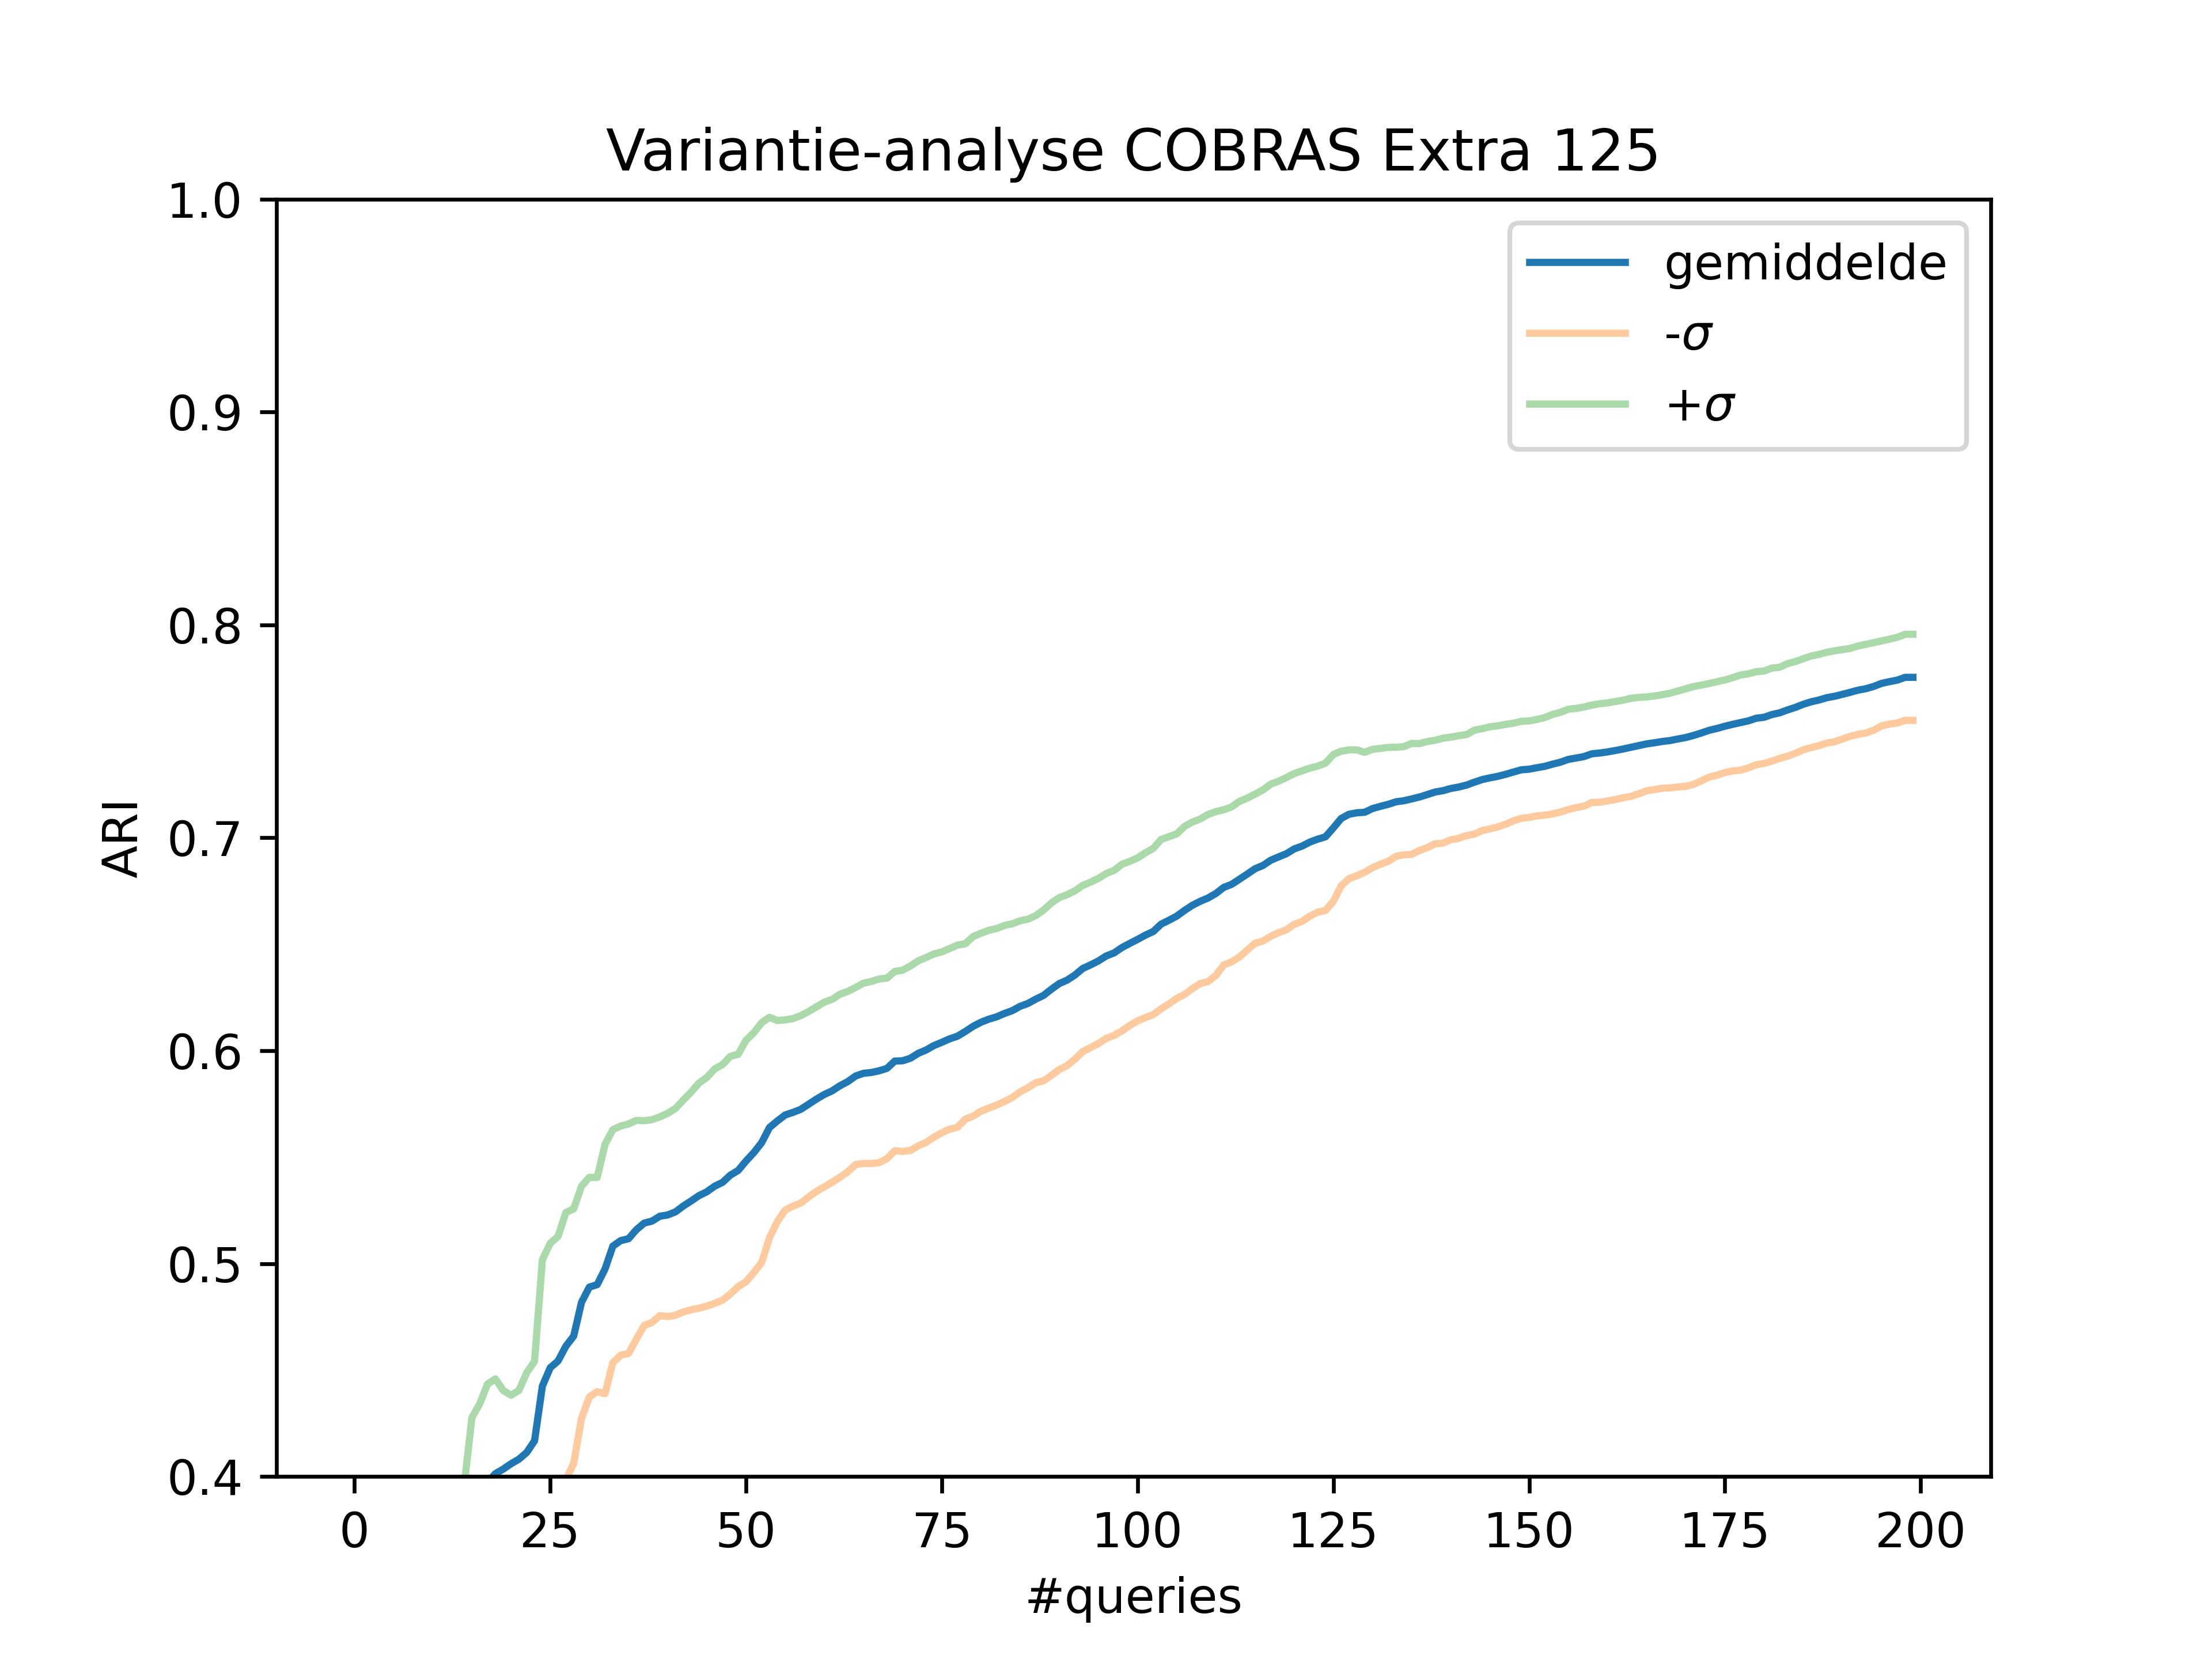 Variantie-analyse COBRAS Extra 125
1.0
0.9
0.8
0.7
0.6
0.5
0.4
ARI
gemiddelde
-σ
+σ
0 25 50 75 100 125 150 175 200
#queries